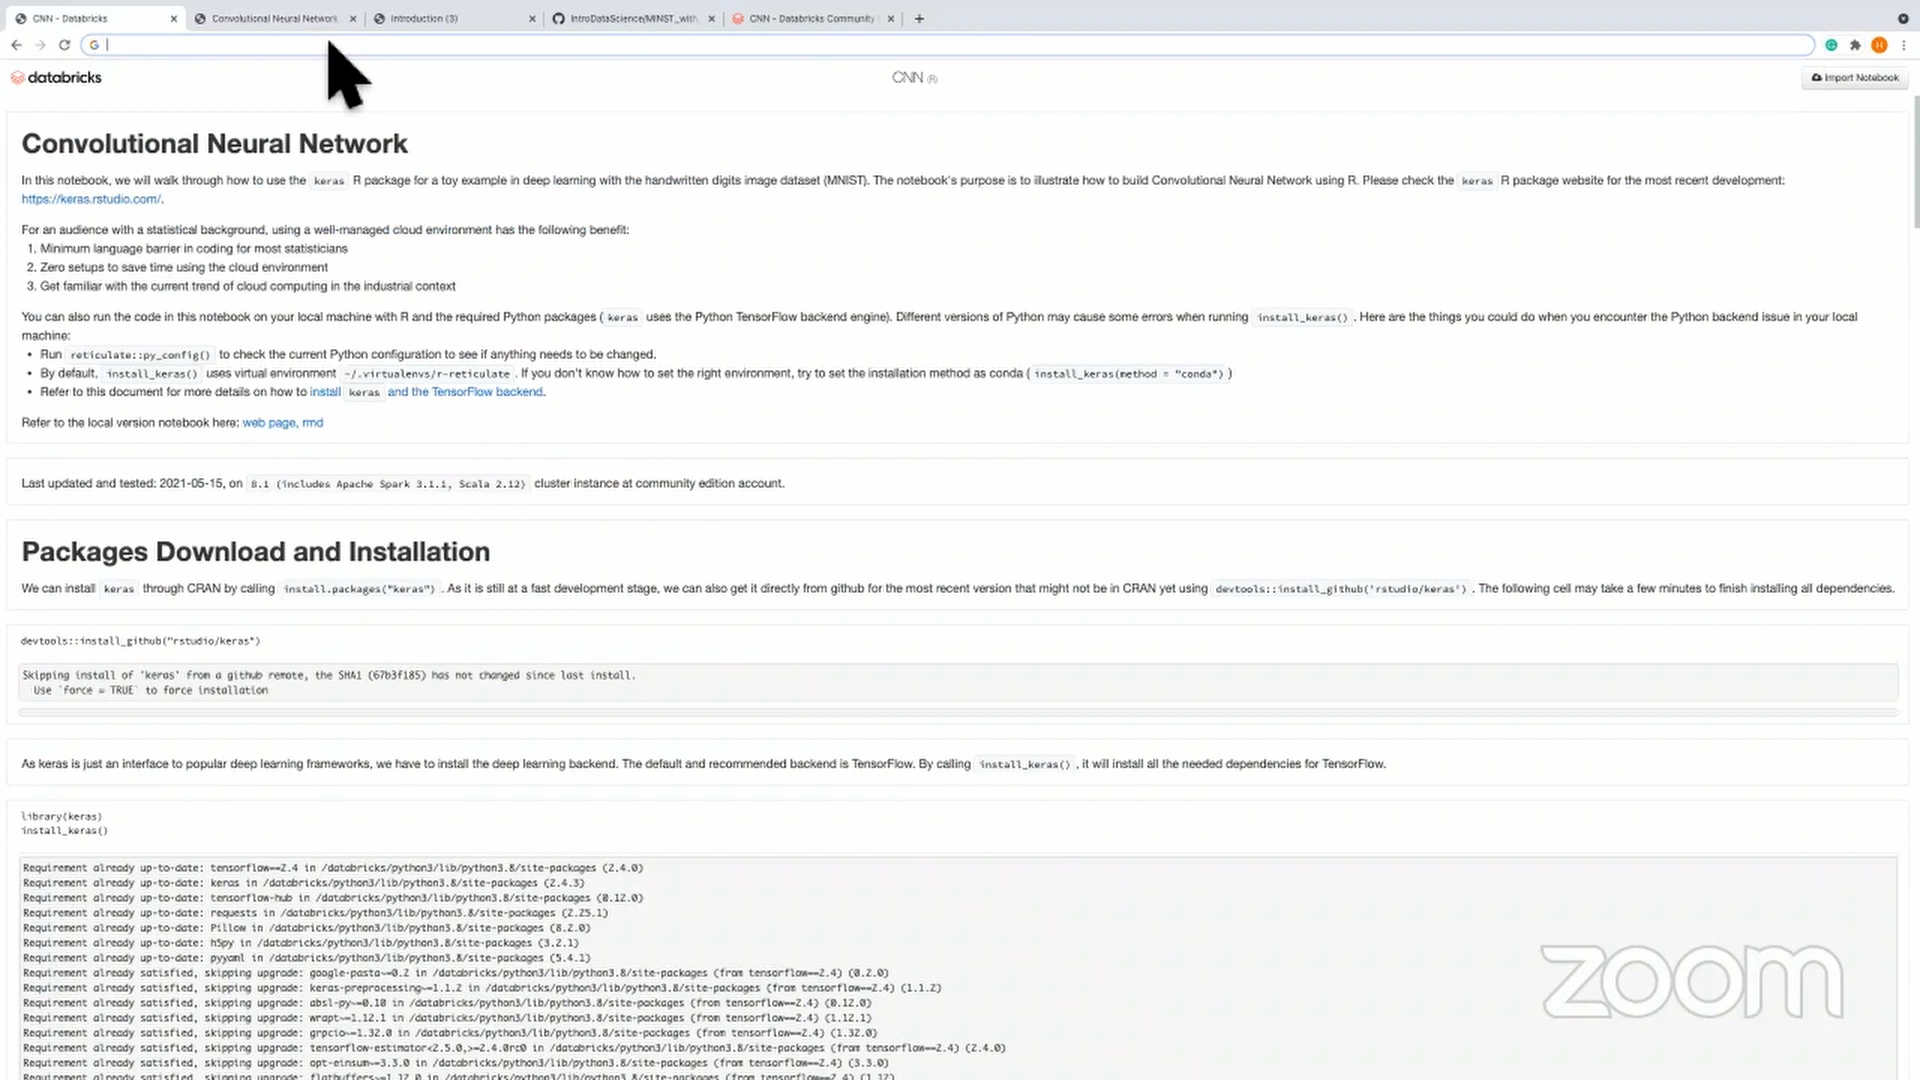 CNN - Databricks
Convolutional Neural Network
Introduction (3)
IntroDataScience/MINST_with
CNN - Databricks Community
databricks
CNN (R)
Import Notebook
Convolutional Neural Network
In this notebook, we will walk through how to use the keras R package for a toy example in deep learning with the handwritten digits image dataset (MNIST). The notebook's purpose is to illustrate how to build Convolutional Neural Network using R. Please check the keras R package website for the most recent development:
https://keras.rstudio.com/.
For an audience with a statistical background, using a well-managed cloud environment has the following benefit:
1. Minimum language barrier in coding for most statisticians
2. Zero setups to save time using the cloud environment
3. Get familiar with the current trend of cloud computing in the industrial context
You can also run the code in this notebook on your local machine with R and the required Python packages ( keras uses the Python TensorFlow backend engine). Different versions of Python may cause some errors when running install_keras() . Here are the things you could do when you encounter the Python backend issue in your local
machine:
• Run reticulate::py_config() to check the current Python configuration to see if anything needs to be changed.
• By default, install_keras() uses virtual environment ~/.virtualenvs/r-reticulate . If you don't know how to set the right environment, try to set the installation method as conda ( install_keras(method = "conda") )
• Refer to this document for more details on how to install keras and the TensorFlow backend.
Refer to the local version notebook here: web page, rmd
Last updated and tested: 2021-05-15, on 8.1 (includes Apache Spark 3.1.1, Scala 2.12) cluster instance at community edition account.
Packages Download and Installation
We can install keras through CRAN by calling install.packages("keras") . As it is still at a fast development stage, we can also get it directly from github for the most recent version that might not be in CRAN yet using devtools::install_github('rstudio/keras') . The following cell may take a few minutes to finish installing all dependencies.
devtools::install_github("rstudio/keras")
Skipping install of 'keras' from a github remote, the SHA1 (67b3f185) has not changed since last install.
Use `force = TRUE` to force installation
As keras is just an interface to popular deep learning frameworks, we have to install the deep learning backend. The default and recommended backend is TensorFlow. By calling install_keras() , it will install all the needed dependencies for TensorFlow.
library(keras)
install_keras()
Requirement already up-to-date: tensorflow==2.4 in /databricks/python3/lib/python3.8/site-packages (2.4.0)
Requirement already up-to-date: keras in /databricks/python3/lib/python3.8/site-packages (2.4.3)
Requirement already up-to-date: tensorflow-hub in /databricks/python3/lib/python3.8/site-packages (0.12.0)
Requirement already up-to-date: requests in /databricks/python3/lib/python3.8/site-packages (2.25.1)
Requirement already up-to-date: Pillow in /databricks/python3/lib/python3.8/site-packages (8.2.0)
Requirement already up-to-date: h5py in /databricks/python3/lib/python3.8/site-packages (3.2.1)
Requirement already up-to-date: pyyaml in /databricks/python3/lib/python3.8/site-packages (5.4.1)
Requirement already satisfied, skipping upgrade: google-pasta~=0.2 in /databricks/python3/lib/python3.8/site-packages (from tensorflow==2.4) (0.2.0)
Requirement already satisfied, skipping upgrade: keras-preprocessing~=1.1.2 in /databricks/python3/lib/python3.8/site-packages (from tensorflow==2.4) (1.1.2)
Requirement already satisfied, skipping upgrade: absl-py~=0.10 in /databricks/python3/lib/python3.8/site-packages (from tensorflow==2.4) (0.12.0)
Requirement already satisfied, skipping upgrade: wrapt~=1.12.1 in /databricks/python3/lib/python3.8/site-packages (from tensorflow==2.4) (1.12.1)
Requirement already satisfied, skipping upgrade: grpcio~=1.32.0 in /databricks/python3/lib/python3.8/site-packages (from tensorflow==2.4) (1.32.0)
Requirement already satisfied, skipping upgrade: tensorflow-estimator<2.5.0,>=2.4.0rc0 in /databricks/python3/lib/python3.8/site-packages (from tensorflow==2.4) (2.4.0)
Requirement already satisfied, skipping upgrade: opt-einsum~=3.3.0 in /databricks/python3/lib/python3.8/site-packages (from tensorflow==2.4) (3.3.0)
Requirement already satisfied, skipping upgrade: flatbuffers~=1.12.0 in /databricks/python3/lib/python3.8/site-packages (from tensorflow==2.4) (1.12)
zoom